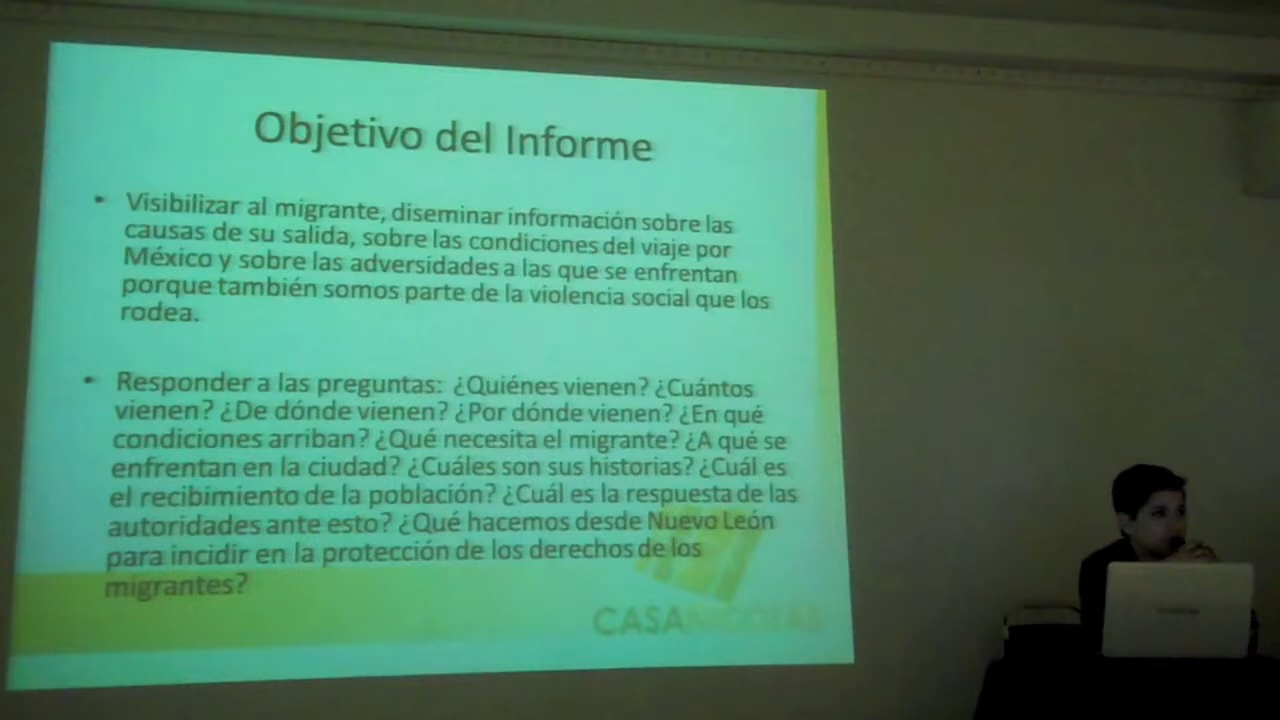 Objetivo del Informe
• Visibilizar al migrante, diseminar información sobre las
causas de su salida, sobre las condiciones del viaje por
México y sobre las adversidades a las que se enfrentan
porque también somos parte de la violencia social que los
rodea.
• Responder a las preguntas: ¿Quiénes vienen? ¿Cuántos
vienen? ¿De dónde vienen? ¿Por dónde vienen? ¿En qué
condiciones arriban? ¿Qué necesita el migrante? ¿A qué se
enfrentan en la ciudad? ¿Cuáles son sus historias? ¿Cuál es
el recibimiento de la población? ¿Cuál es la respuesta de las
autoridades ante esto? ¿Qué hacemos desde Nuevo León
para incidir en la protección de los derechos de los
migrantes?
CASANICOLAS